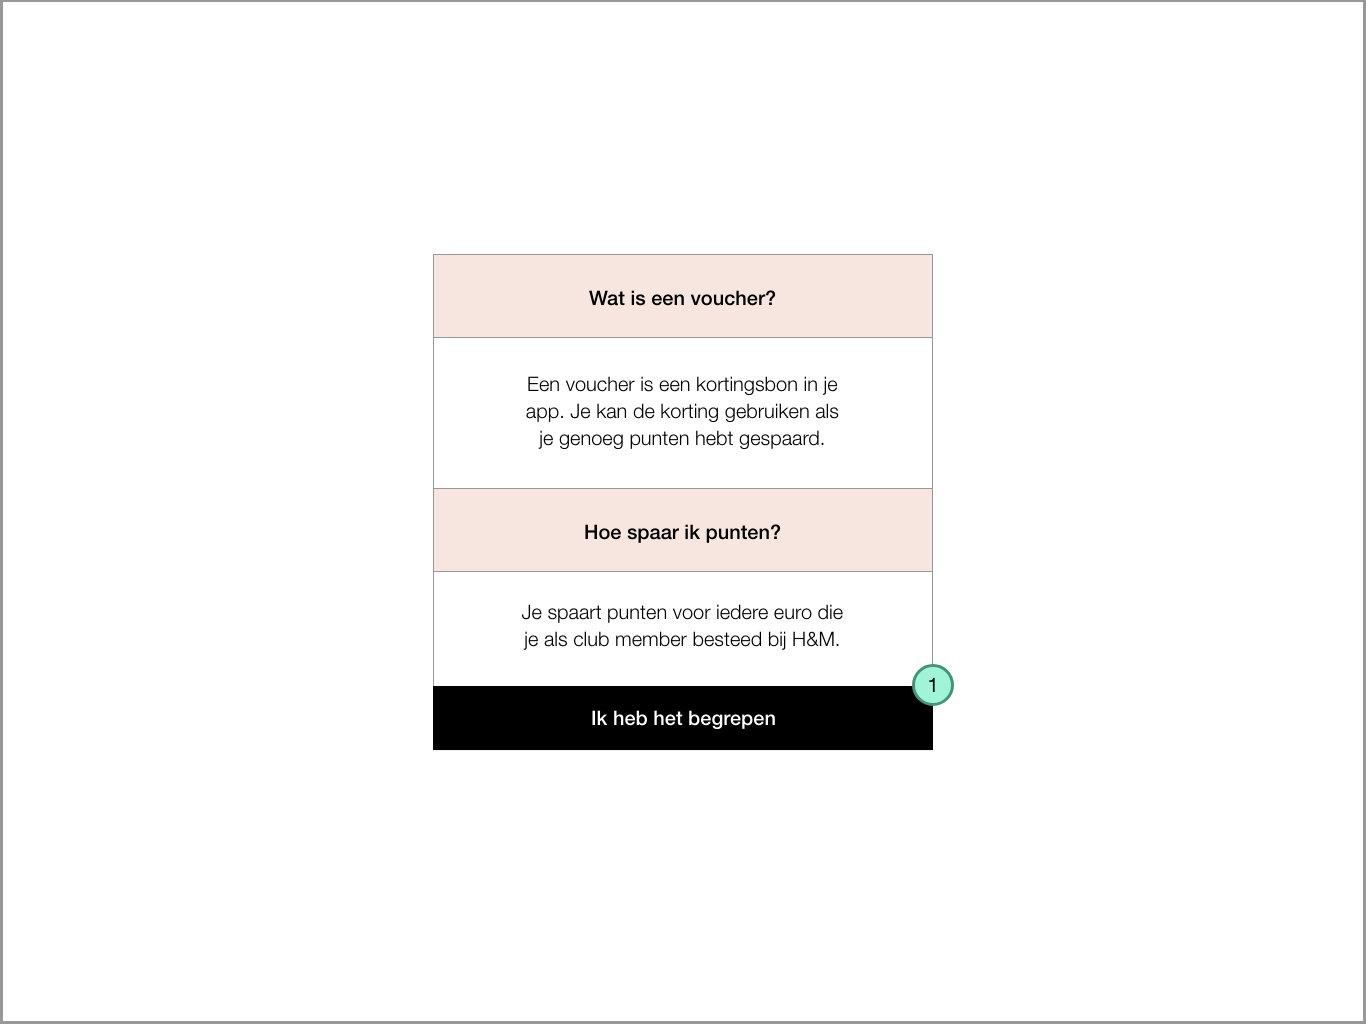 Wat is een voucher?
Een voucher is een kortingsbon in je
app. Je kan de korting gebruiken als
je genoeg punten hebt gespaard.
Hoe spaar ik punten?
Je spaart punten voor iedere euro die
je als club member besteed bij H&M.
1
Ik heb het begrepen